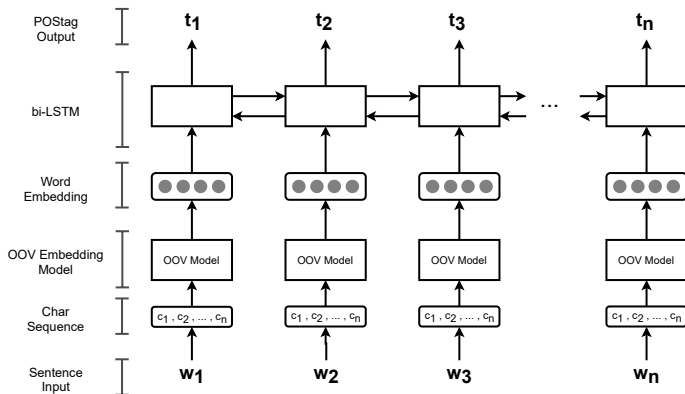 POStag
Output
t1 t2 t3 tn
bi-LSTM
...
Word
Embedding
OOV Embedding
Model
OOV Model OOV Model OOV Model OOV Model
Char
Sequence
c1 , c2 , ... , cn c1 , c2 , ... , cn c1 , c2 , ... , cn c1 , c2 , ... , cn
Sentence
Input
w1 w2 w3 wn